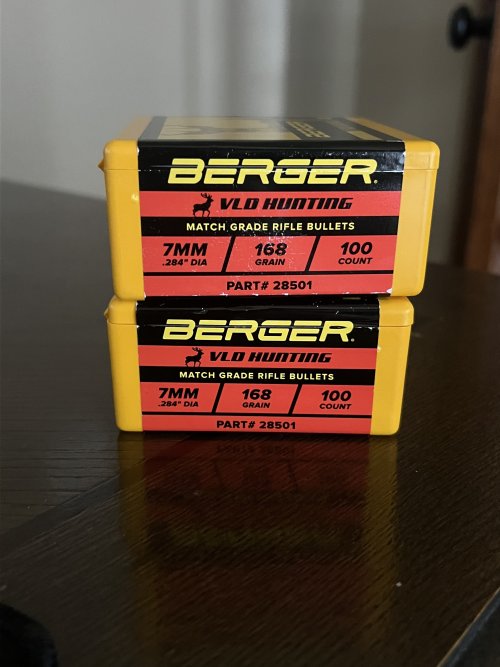 BERGER
BERGER.
VLD HUNTING
MATCH GRADE RIFLE BULLETS
7MM 168 100
.284" DIA GRAIN COUNT
PART# 28501
BERGER.
VLD HUNTING
MATCH GRADE RIFLE BULLETS
7MM 168 100
.284" DIA GRAIN COUNT
PART# 28501